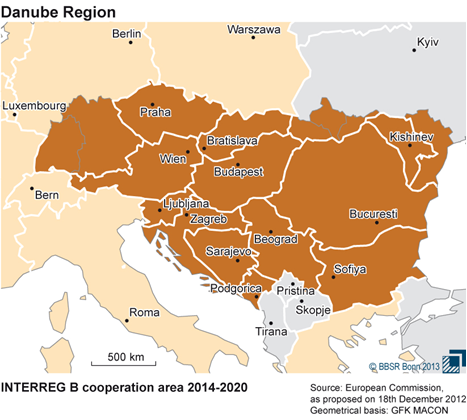 Danube Region
Berlin
Warszawa
Kyiv
Luxembourg
Praha
Kishinev
Bratislava
Wien
Budapest
Bern
Ljubljana
Zagreb
Bucuresti
Beograd
Sarajevo
Sofiya
Podgorica
Pristina
Skopje
Roma
Tirana
500 km
© BBSR Bonn 2013
INTERREG B cooperation area 2014-2020
Source: European Commission,
as proposed on 18th December 2012
Geometrical basis: GFK MACON